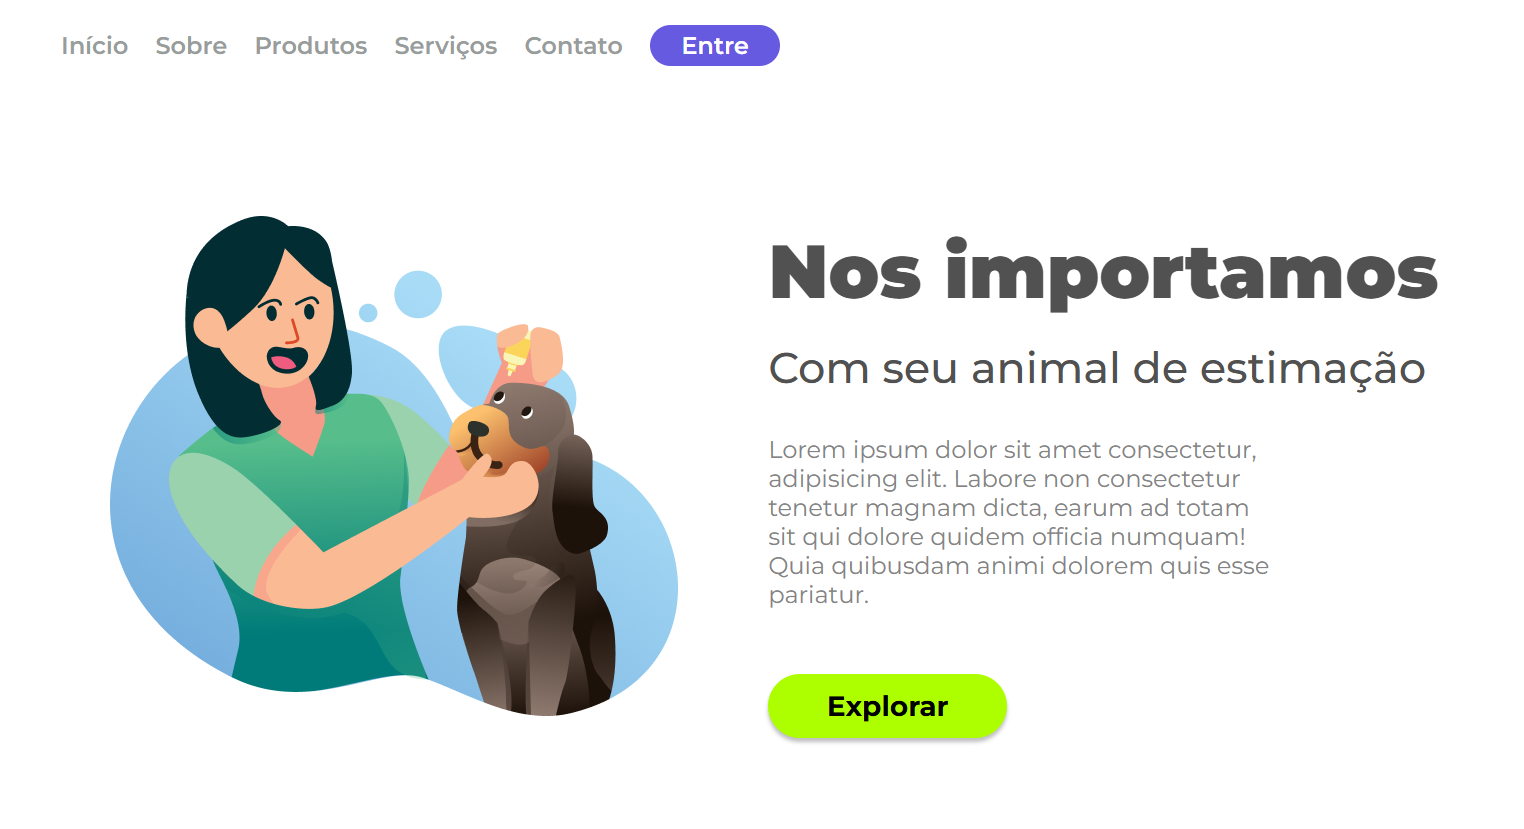 Início Sobre Produtos Serviços Contato Entre
Nos importamos
Com seu animal de estimação
Lorem ipsum dolor sit amet consectetur,
adipisicing elit. Labore non consectetur
tenetur magnam dicta, earum ad totam
sit qui dolore quidem officia numquam!
Quia quibusdam animi dolorem quis esse
pariatur.
Explorar